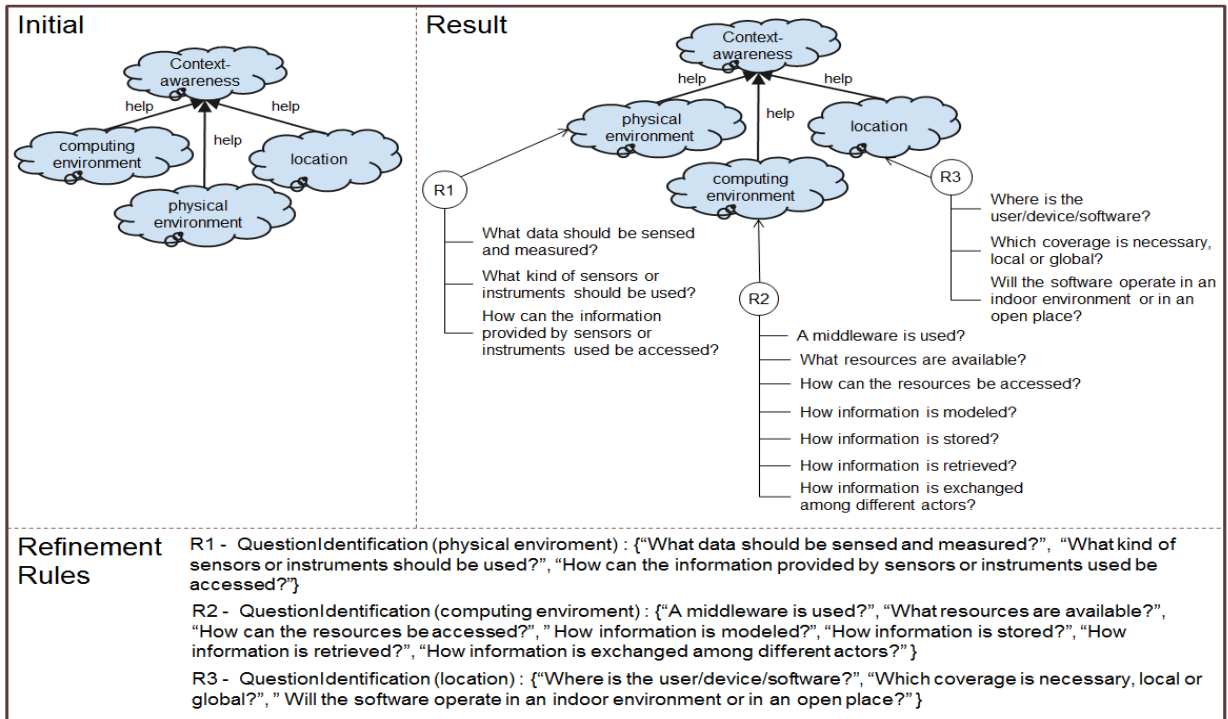 Initial
Context-
awareness
help
help
help
computing
environment
location
physical
environment
Result
Context-
awareness
help
help
help
physical
environment
location
computing
environment
R1
What data should be sensed
and measured?
What kind of sensors or
instruments should be used?
How can the information
provided by sensors or
instruments used be accessed?
R3
Where is the
user/device/software?
Which coverage is necessary,
local or global?
Will the software operate in an
indoor environment or in an
open place?
R2
A middleware is used?
What resources are available?
How can the resources be accessed?
How information is modeled?
How information is stored?
How information is retrieved?
How information is exchanged
among different actors?
Refinement
Rules
R1 - QuestionIdentification (physical enviroment) : {“What data should be sensed and measured?”, “What kind of
sensors or instruments should be used?”, “How can the information provided by sensors or instruments used be
accessed?”}
R2 - QuestionIdentification (computing enviroment) : {“A middleware is used?”, “What resources are available?”,
“How can the resources be accessed?”, ” How information is modeled?”, “How information is stored?”, “How
information is retrieved?”, “How information is exchanged among different actors?” }
R3 - QuestionIdentification (location) : {“Where is the user/device/software?”, “Which coverage is necessary, local or
global?”, ” Will the software operate in an indoor environment or in an open place?” }